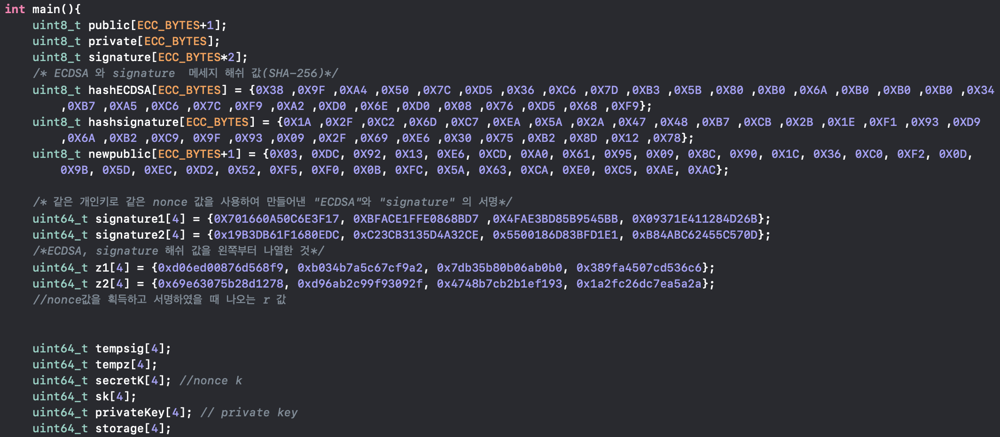 int main(){
uint8_t public[ECC_BYTES+1];
uint8_t private[ECC_BYTES];
uint8_t signature[ECC_BYTES*2];
/* ECDSA 와 signature  메세지 해쉬 값(SHA-256)*/
uint8_t hashECDSA[ECC_BYTES] = {0X38 ,0X9F ,0XA4 ,0X50 ,0X7C ,0XD5 ,0X36 ,0XC6 ,0X7D ,0XB3 ,0X5B ,0X80 ,0XB0 ,0X6A ,0XB0 ,0XB0 ,0XB0 ,0X34
,0XB7 ,0XA5 ,0XC6 ,0X7C ,0XF9 ,0XA2 ,0XD0 ,0X6E ,0XD0 ,0X08 ,0X76 ,0XD5 ,0X68 ,0XF9};
uint8_t hashsignature[ECC_BYTES] = {0X1A ,0X2F ,0XC2 ,0X6D ,0XC7 ,0XEA ,0X5A ,0X2A ,0X47 ,0X48 ,0XB7 ,0XCB ,0X2B ,0X1E ,0XF1 ,0X93 ,0XD9
,0X6A ,0XB2 ,0XC9, 0X9F ,0X93 ,0X09 ,0X2F ,0X69 ,0XE6 ,0X30 ,0X75 ,0XB2 ,0X8D ,0X12 ,0X78};
uint8_t newpublic[ECC_BYTES+1] = {0X03, 0XDC, 0X92, 0X13, 0XE6, 0XCD, 0XA0, 0X61, 0X95, 0X09, 0X8C, 0X90, 0X1C, 0X36, 0XC0, 0XF2, 0X0D,
0X9B, 0X5D, 0XEC, 0XD2, 0X52, 0XF5, 0XF0, 0X0B, 0XFC, 0X5A, 0X63, 0XCA, 0XE0, 0XC5, 0XAE, 0XAC};
/* 같은 개인키로 같은 nonce 값을 사용하여 만들어낸 "ECDSA"와 "signature" 의 서명*/
uint64_t signature1[4] = {0X701660A50C6E3F17, 0XBFACE1FFE0868BD7 ,0X4FAE3BD85B9545BB, 0X09371E411284D26B};
uint64_t signature2[4] = {0x19B3DB61F1680EDC, 0xC23CB3135D4A32CE, 0x5500186D83BFD1E1, 0xB84ABC62455C570D};
/*ECDSA, signature 해쉬 값을 왼쪽부터 나열한 것*/
uint64_t z1[4] = {0xd06ed00876d568f9, 0xb034b7a5c67cf9a2, 0x7db35b80b06ab0b0, 0x389fa4507cd536c6};
uint64_t z2[4] = {0x69e63075b28d1278, 0xd96ab2c99f93092f, 0x4748b7cb2b1ef193, 0x1a2fc26dc7ea5a2a};
//nonce값을 획득하고 서명하였을 때 나오는 r 값
uint64_t tempsig[4];
uint64_t tempz[4];
uint64_t secretK[4]; //nonce k
uint64_t sk[4];
uint64_t privateKey[4]; // private key
uint64_t storage[4];